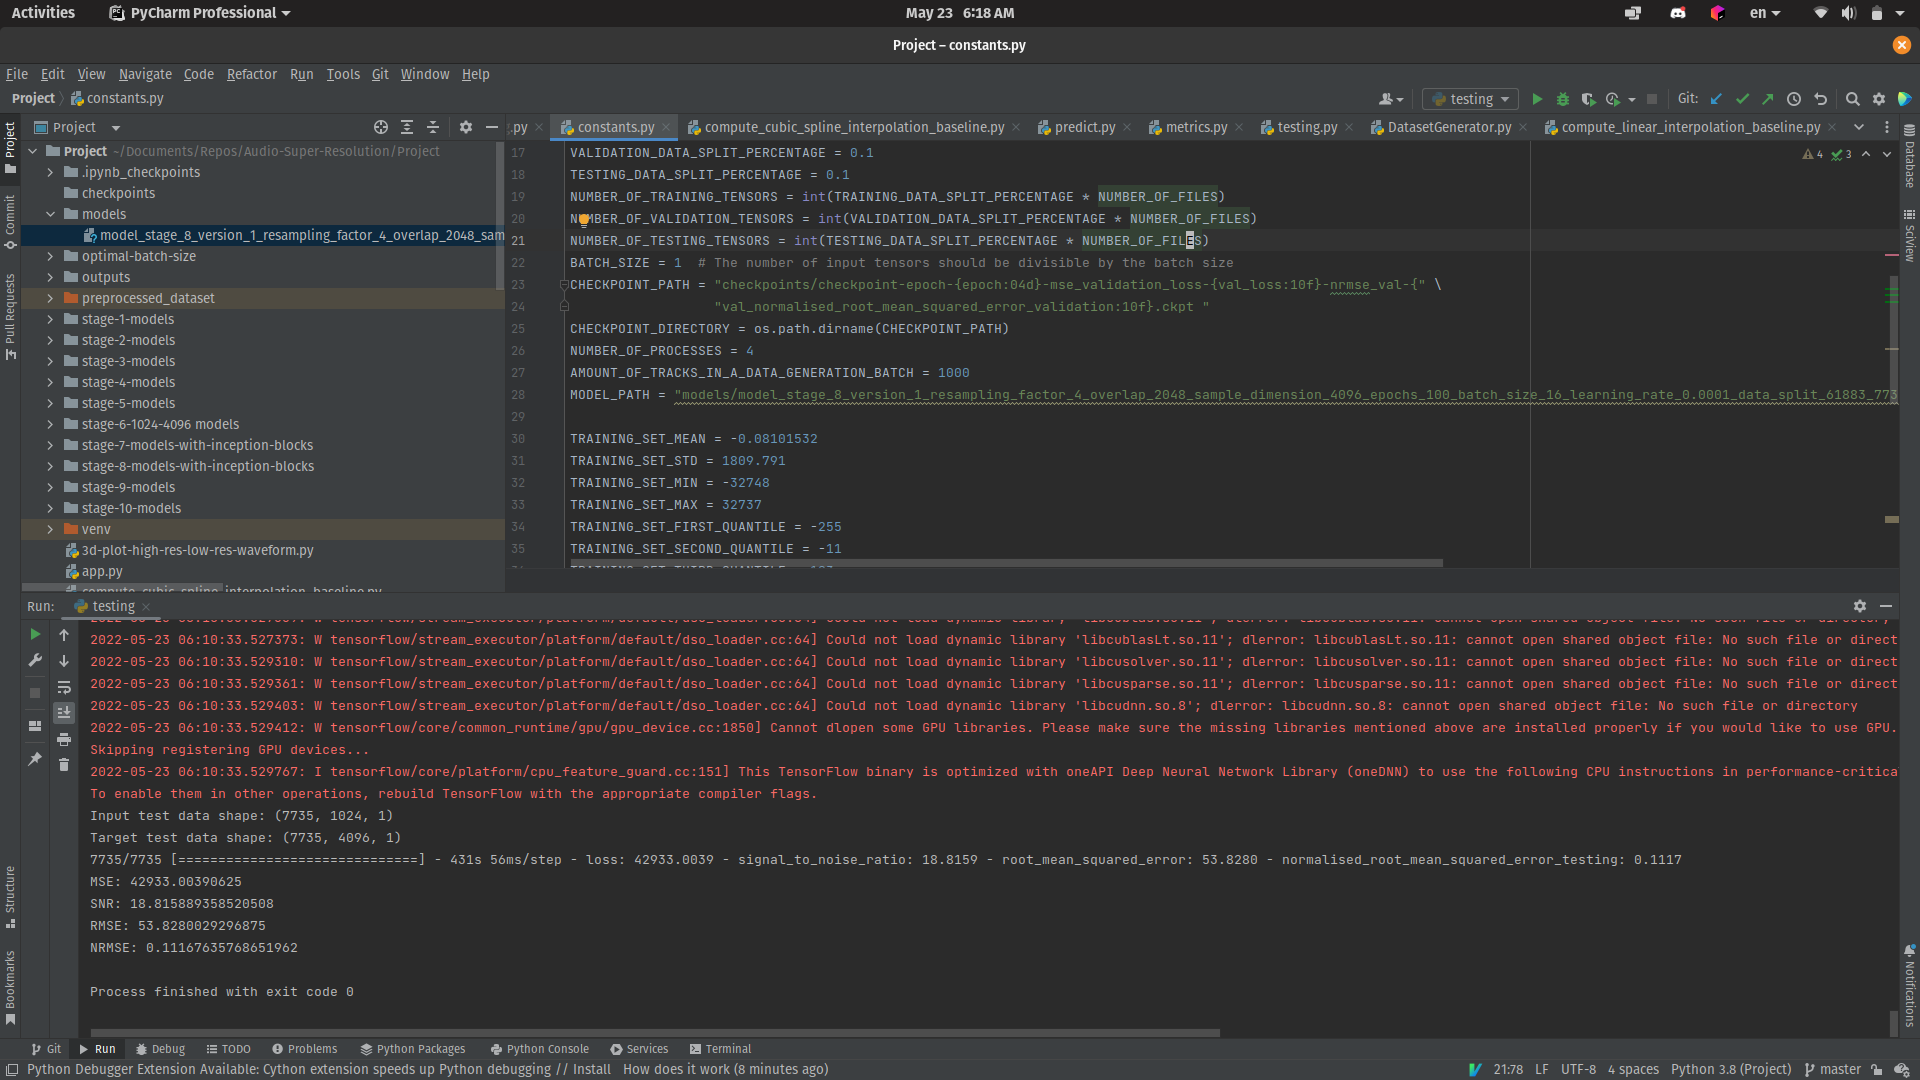 Activities PyCharm Professional May 23 6:18 AM en
Project – constants.py
File Edit View Navigate Code Refactor Run Tools Git Window Help
Project constants.py testing Git:
Project .py constants.py compute_cubic_spline_interpolation_baseline.py predict.py metrics.py testing.py DatasetGenerator.py compute_linear_interpolation_baseline.py
Project ~/Documents/Repos/Audio-Super-Resolution/Project
.ipynb_checkpoints
checkpoints
models
model_stage_8_version_1_resampling_factor_4_overlap_2048_sam
optimal-batch-size
outputs
preprocessed_dataset
stage-1-models
stage-2-models
stage-3-models
stage-4-models
stage-5-models
stage-6-1024-4096 models
stage-7-models-with-inception-blocks
stage-8-models-with-inception-blocks
stage-9-models
stage-10-models
venv
3d-plot-high-res-low-res-waveform.py
app.py
compute_cubic_spline_interpolation_baseline.py
Project
Commit
Pull Requests
Structure
Bookmarks
4 3
17 VALIDATION_DATA_SPLIT_PERCENTAGE = 0.1
18 TESTING_DATA_SPLIT_PERCENTAGE = 0.1
19 NUMBER_OF_TRAINING_TENSORS = int(TRAINING_DATA_SPLIT_PERCENTAGE * NUMBER_OF_FILES)
20 NUMBER_OF_VALIDATION_TENSORS = int(VALIDATION_DATA_SPLIT_PERCENTAGE * NUMBER_OF_FILES)
21 NUMBER_OF_TESTING_TENSORS = int(TESTING_DATA_SPLIT_PERCENTAGE * NUMBER_OF_FILES)
22 BATCH_SIZE = 1 # The number of input tensors should be divisible by the batch size
23 CHECKPOINT_PATH = "checkpoints/checkpoint-epoch-{epoch:04d}-mse_validation_loss-{val_loss:10f}-nrmse_val-{" \
24 "val_normalised_root_mean_squared_error_validation:10f}.ckpt "
25 CHECKPOINT_DIRECTORY = os.path.dirname(CHECKPOINT_PATH)
26 NUMBER_OF_PROCESSES = 4
27 AMOUNT_OF_TRACKS_IN_A_DATA_GENERATION_BATCH = 1000
28 MODEL_PATH = "models/model_stage_8_version_1_resampling_factor_4_overlap_2048_sample_dimension_4096_epochs_100_batch_size_16_learning_rate_0.0001_data_split_61883_773
29
30 TRAINING_SET_MEAN = -0.08101532
31 TRAINING_SET_STD = 1809.791
32 TRAINING_SET_MIN = -32748
33 TRAINING_SET_MAX = 32737
34 TRAINING_SET_FIRST_QUANTILE = -255
35 TRAINING_SET_SECOND_QUANTILE = -11
Database
SciView
Notifications
Run: testing
2022-05-23 06:10:33.527373: W tensorflow/stream_executor/platform/default/dso_loader.cc:64] Could not load dynamic library 'libcublasLt.so.11'; dlerror: libcublasLt.so.11: cannot open shared object file: No such file or direct
2022-05-23 06:10:33.529310: W tensorflow/stream_executor/platform/default/dso_loader.cc:64] Could not load dynamic library 'libcusolver.so.11'; dlerror: libcusolver.so.11: cannot open shared object file: No such file or direct
2022-05-23 06:10:33.529361: W tensorflow/stream_executor/platform/default/dso_loader.cc:64] Could not load dynamic library 'libcusparse.so.11'; dlerror: libcusparse.so.11: cannot open shared object file: No such file or direct
2022-05-23 06:10:33.529403: W tensorflow/stream_executor/platform/default/dso_loader.cc:64] Could not load dynamic library 'libcudnn.so.8'; dlerror: libcudnn.so.8: cannot open shared object file: No such file or directory
2022-05-23 06:10:33.529412: W tensorflow/core/common_runtime/gpu/gpu_device.cc:1850] Cannot dlopen some GPU libraries. Please make sure the missing libraries mentioned above are installed properly if you would like to use GPU.
Skipping registering GPU devices...
2022-05-23 06:10:33.529767: I tensorflow/core/platform/cpu_feature_guard.cc:151] This TensorFlow binary is optimized with oneAPI Deep Neural Network Library (oneDNN) to use the following CPU instructions in performance-critica
To enable them in other operations, rebuild TensorFlow with the appropriate compiler flags.
Input test data shape: (7735, 1024, 1)
Target test data shape: (7735, 4096, 1)
7735/7735 [==============================] - 431s 56ms/step - loss: 42933.0039 - signal_to_noise_ratio: 18.8159 - root_mean_squared_error: 53.8280 - normalised_root_mean_squared_error_testing: 0.1117
MSE: 42933.00390625
SNR: 18.815889358520508
RMSE: 53.8280029296875
NRMSE: 0.11167635768651962
Process finished with exit code 0
Git Run Debug TODO Problems Python Packages Python Console Services Terminal
Python Debugger Extension Available: Cython extension speeds up Python debugging // Install How does it work (8 minutes ago) 21:78 LF UTF-8 4 spaces Python 3.8 (Project) master